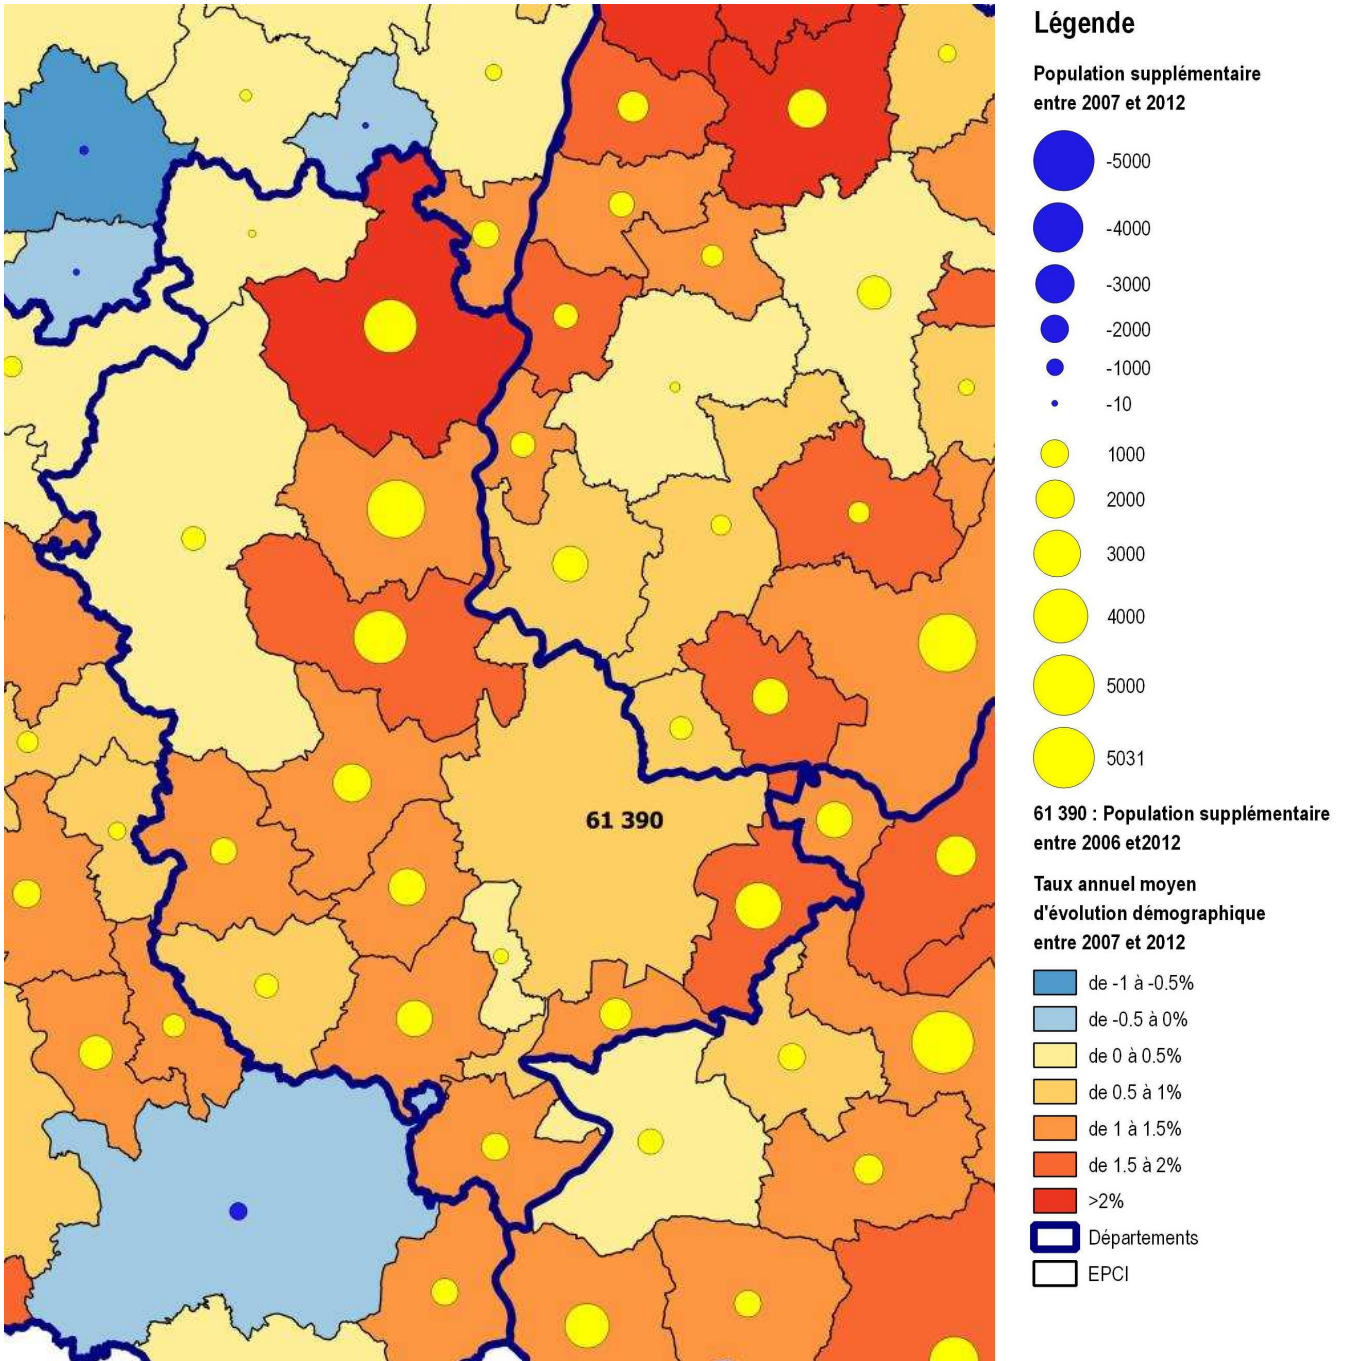 Légende
Population supplémentaire
entre 2007 et 2012
-5000
-4000
-3000
-2000
-1000
-10
1000
2000
3000
4000
5000
5031
61 390 : Population supplémentaire
entre 2006 et2012
Taux annuel moyen
d'évolution démographique
entre 2007 et 2012
de -1 à -0.5%
de -0.5 à 0%
de 0 à 0.5%
de 0.5 à 1%
de 1 à 1.5%
de 1.5 à 2%
>2%
Départements
EPCI
61 390